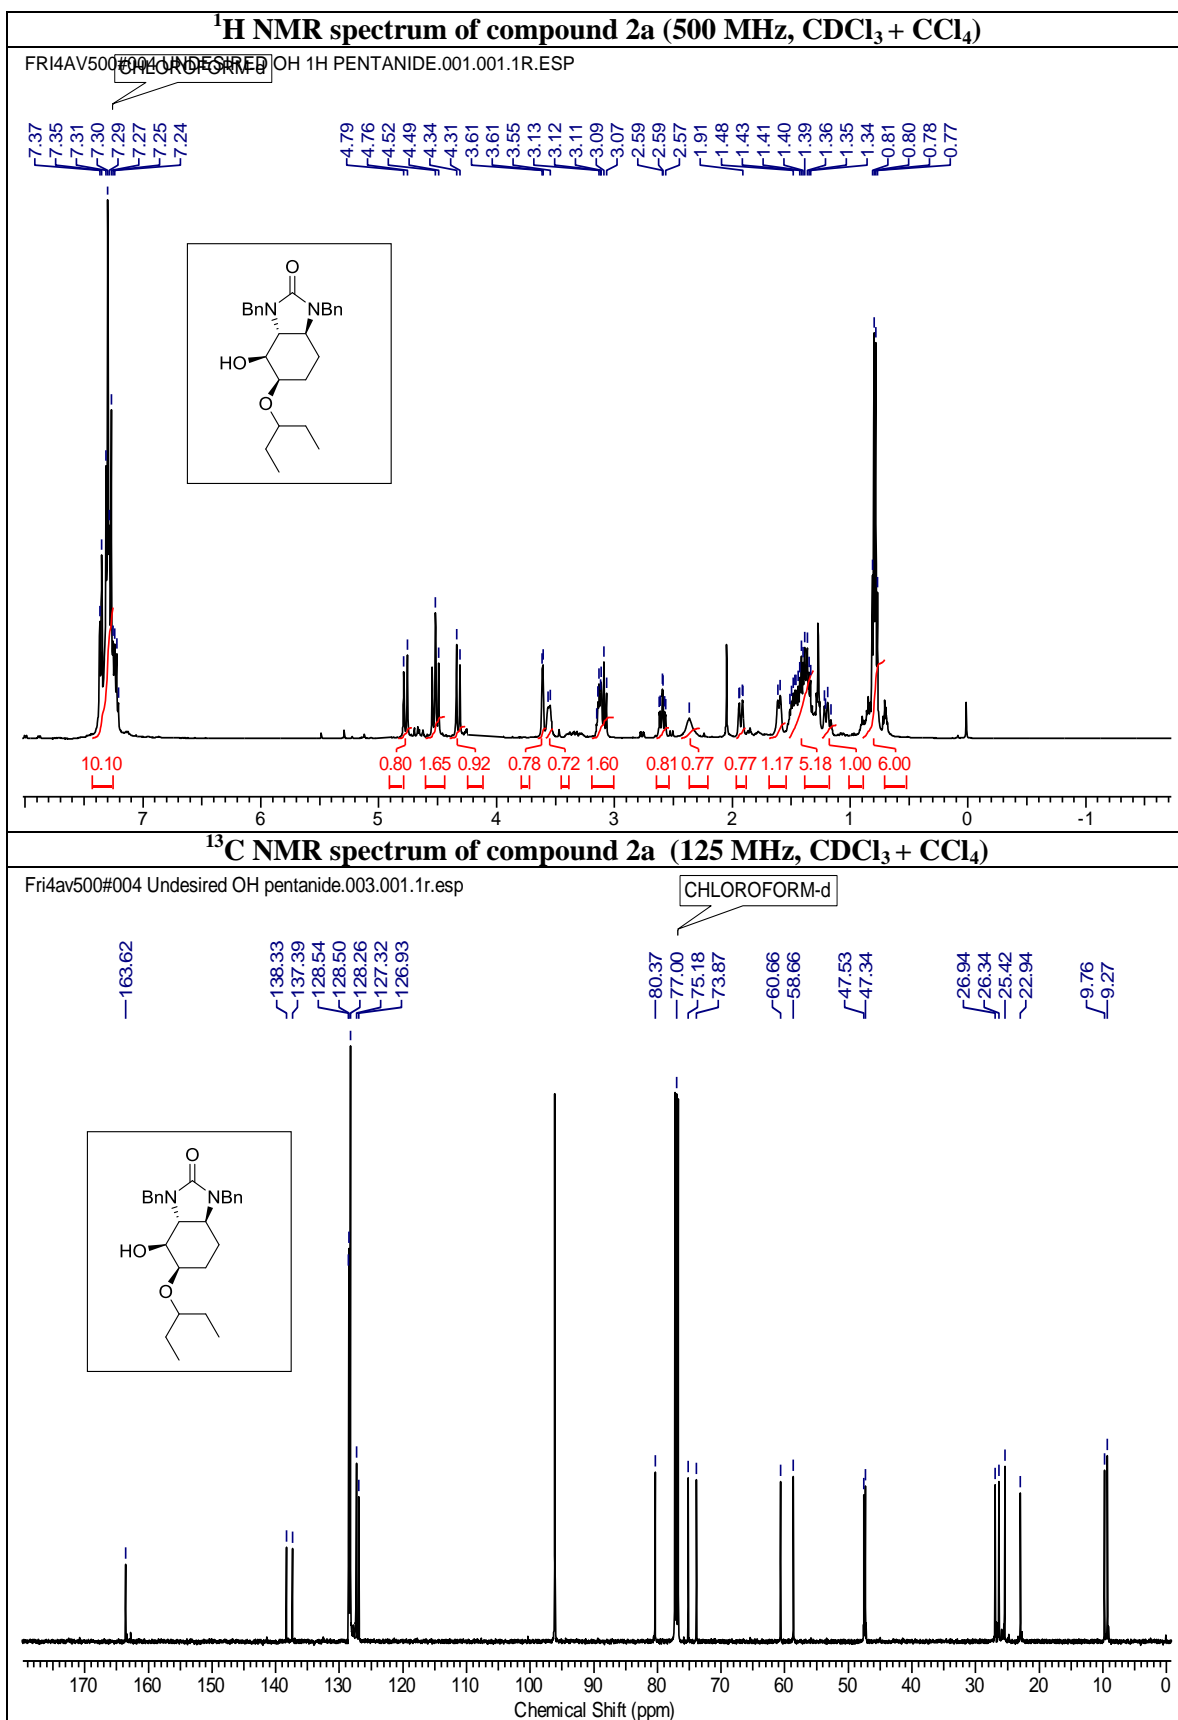 ¹H NMR spectrum of compound 2a (500 MHz, CDCl₃ + CCl₄)
FRI4AV500#004 UNDESIRED OH 1H PENTANIDE.001.001.1R.ESP
CHLOROFORM-d
7.37 7.35 7.31 7.30 7.29 7.27 7.25 7.24 4.79 4.76 4.52 4.49 4.34 4.31 3.61 3.61 3.55 3.13 3.12 3.11 3.09 3.07 2.59 2.59 2.57 1.91 1.48 1.43 1.41 1.40 1.39 1.36 1.35 1.34 0.81 0.80 0.78 0.77
O
BnN NBn
HO
O
10.10 0.80 1.65 0.92 0.78 0.72 1.60 0.81 0.77 0.77 1.17 5.18 1.00 6.00
7 6 5 4 3 2 1 0 -1
¹³C NMR spectrum of compound 2a (125 MHz, CDCl₃ + CCl₄)
Fri4av500#004 Undesired OH pentanide.003.001.1r.esp
CHLOROFORM-d
163.62 138.33 137.39 128.54 128.50 128.26 127.32 126.93 80.37 77.00 75.18 73.87 60.66 58.66 47.53 47.34 26.94 26.34 25.42 22.94 9.76 9.27
O
BnN NBn
HO
O
170 160 150 140 130 120 110 100 90 80 70 60 50 40 30 20 10 0
Chemical Shift (ppm)